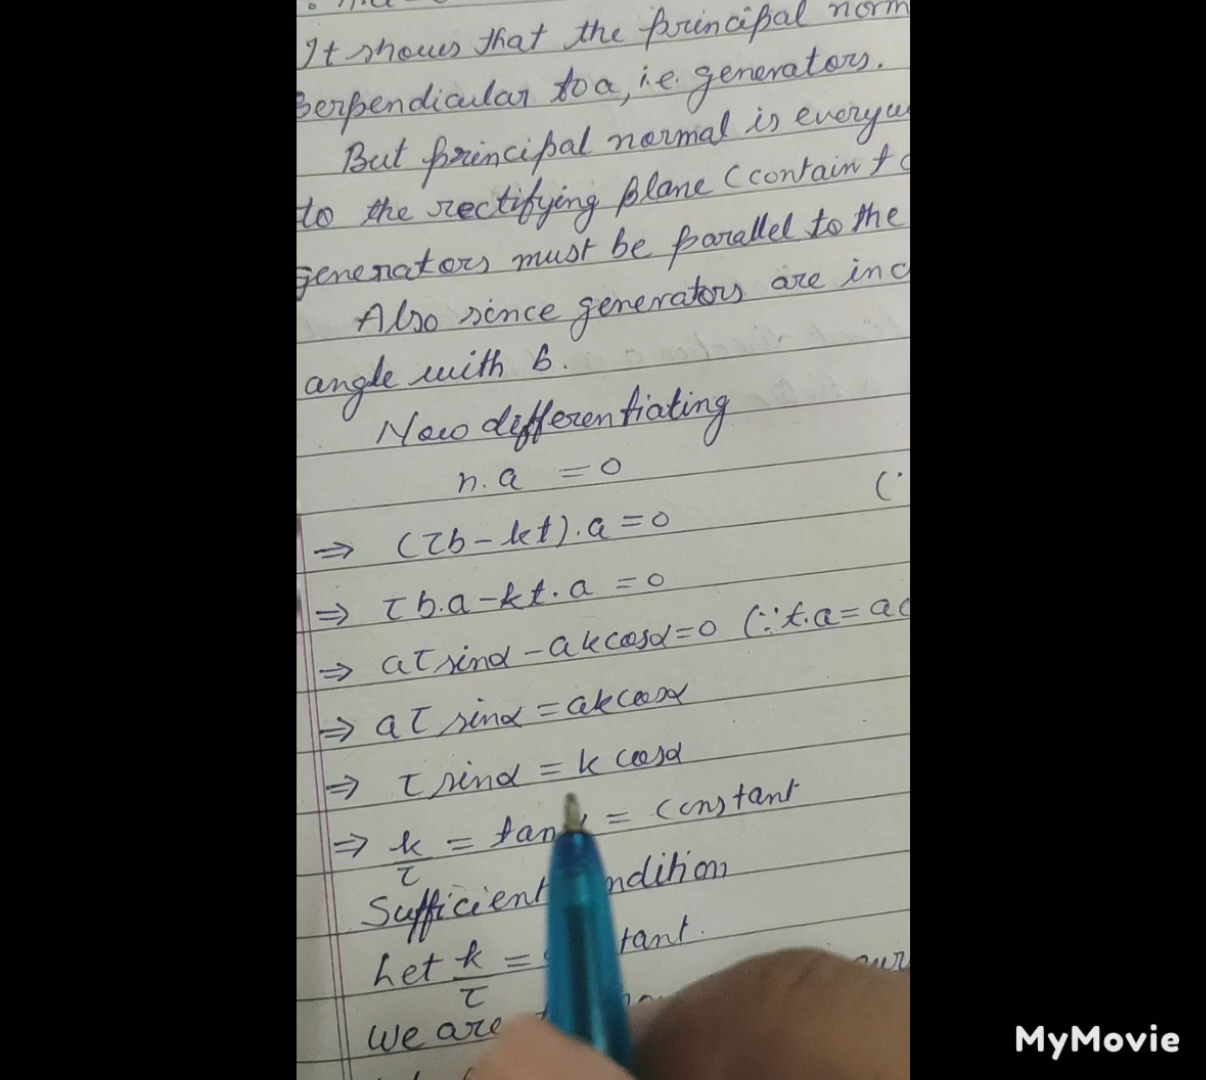 It shows that the principal norm
perpendicular to a, i.e. generators.
But principal normal is everyw
to the rectifying plane (contain t
generators must be parallel to the
Also since generators are inc
angle with b.
Now differentiating
n.a = 0
(∵
⇒ (τb - kt).a = 0
⇒ τb.a - kt.a = 0
⇒ aτ sinα - ak cosα = 0 (∵ t.a = a
⇒ aτ sinα = ak cosα
⇒ τ sinα = k cosα
⇒ k/τ = tan = constant
Sufficient ndition
Let k/τ = tant.
We are
MyMovie